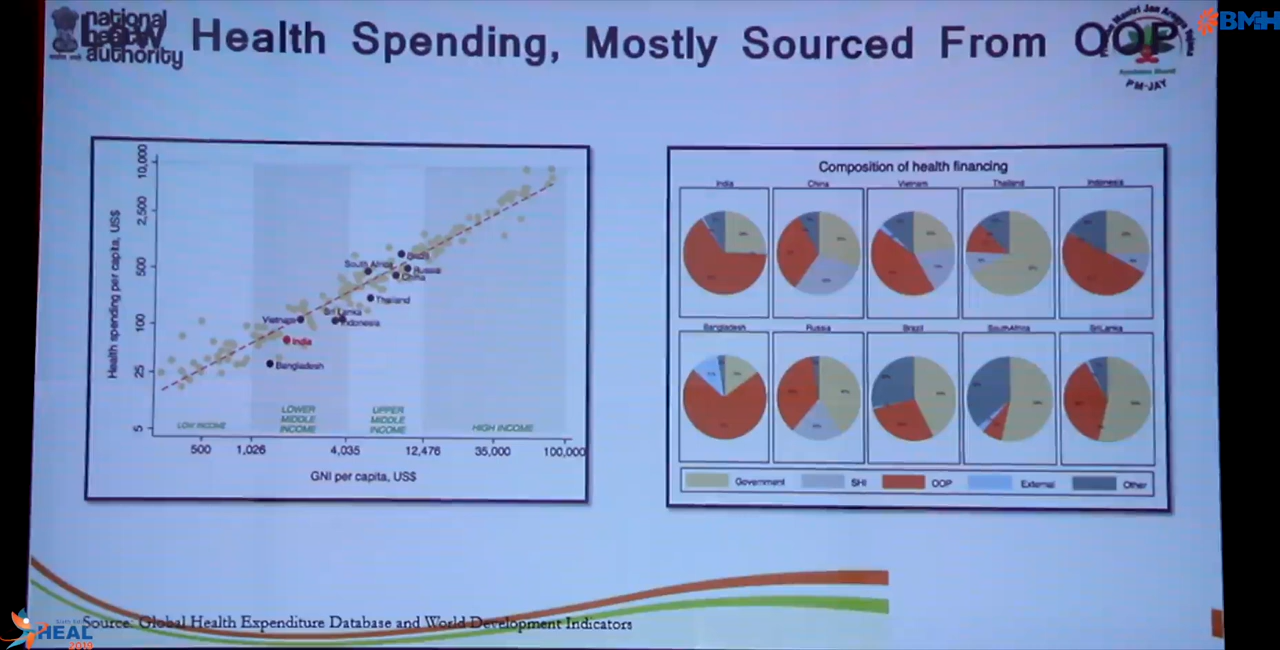 national
health
authority
Low Health Spending, Mostly Sourced From OOP
PM-JAY
BMH
Health spending per capita, US$
10,000
2,500
500
100
25
5
South Africa
Brazil
Russia
China
Thailand
Vietnam
Sri Lanka
Indonesia
India
Bangladesh
LOW INCOME
LOWER
MIDDLE
INCOME
UPPER
MIDDLE
INCOME
HIGH INCOME
500 1,026 4,035 12,476 35,000 100,000
GNI per capita, US$
Composition of health financing
India China Vietnam Thailand Indonesia
Bangladesh Russia Brazil SouthAfrica SriLanka
Government SHI OOP External Other
Source: Global Health Expenditure Database and World Development Indicators
HEAL
2019